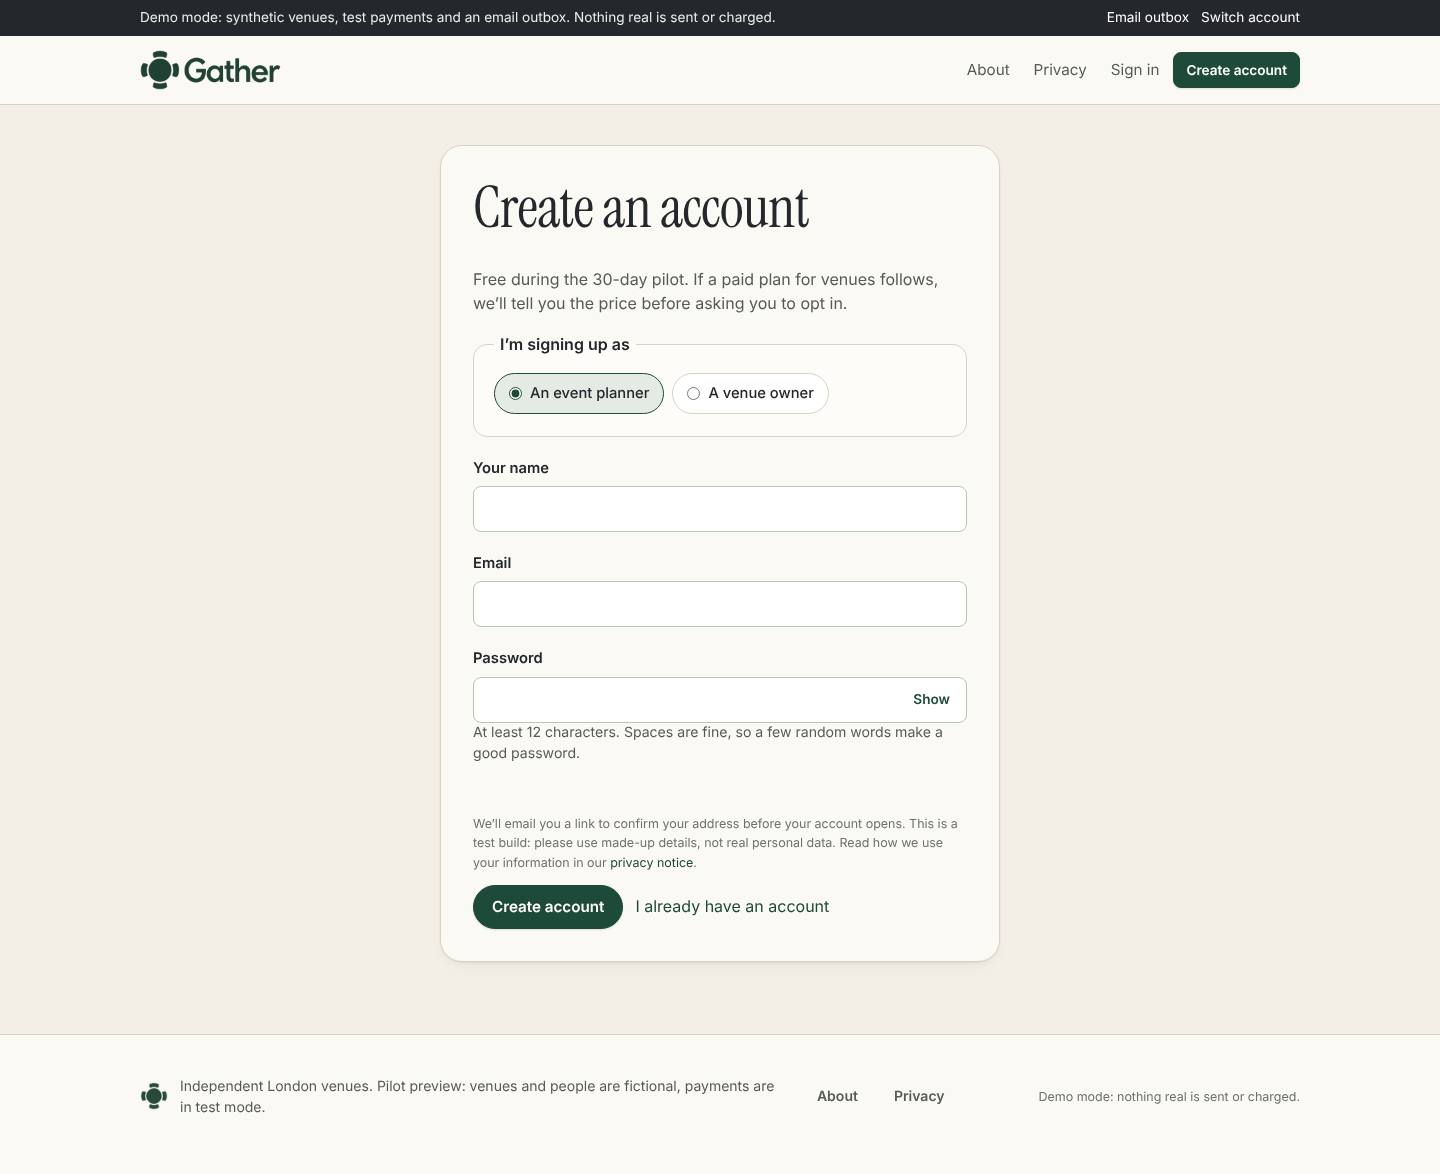 Demo mode: synthetic venues, test payments and an email outbox. Nothing real is sent or charged.
Email outbox Switch account
Gather
About Privacy Sign in Create account
Create an account
Free during the 30-day pilot. If a paid plan for venues follows,
we’ll tell you the price before asking you to opt in.
I’m signing up as
An event planner A venue owner
Your name
Email
Password
Show
At least 12 characters. Spaces are fine, so a few random words make a
good password.
We’ll email you a link to confirm your address before your account opens. This is a
test build: please use made-up details, not real personal data. Read how we use
your information in our privacy notice.
Create account I already have an account
Independent London venues. Pilot preview: venues and people are fictional, payments are
in test mode.
About Privacy
Demo mode: nothing real is sent or charged.